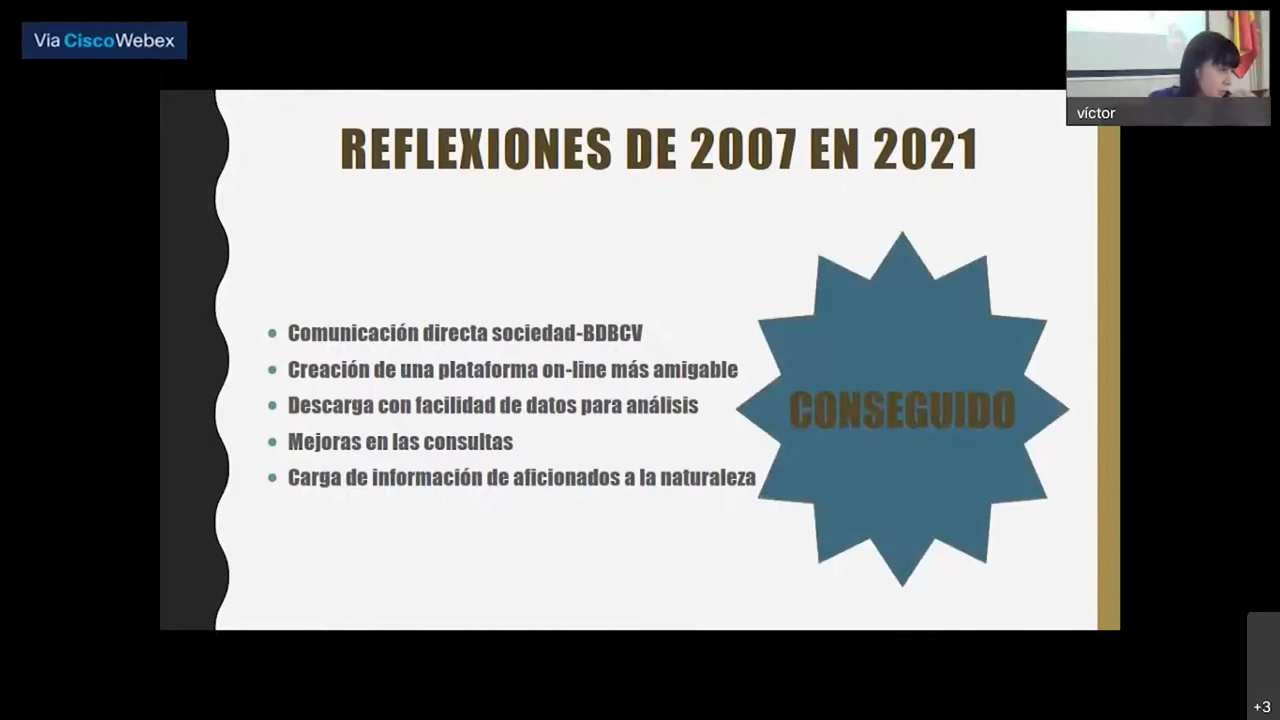 Via CiscoWebex
víctor
REFLEXIONES DE 2007 EN 2021
• Comunicación directa sociedad-BDBCV
• Creación de una plataforma on-line más amigable
• Descarga con facilidad de datos para análisis
• Mejoras en las consultas
• Carga de información de aficionados a la naturaleza
CONSEGUIDO
+3